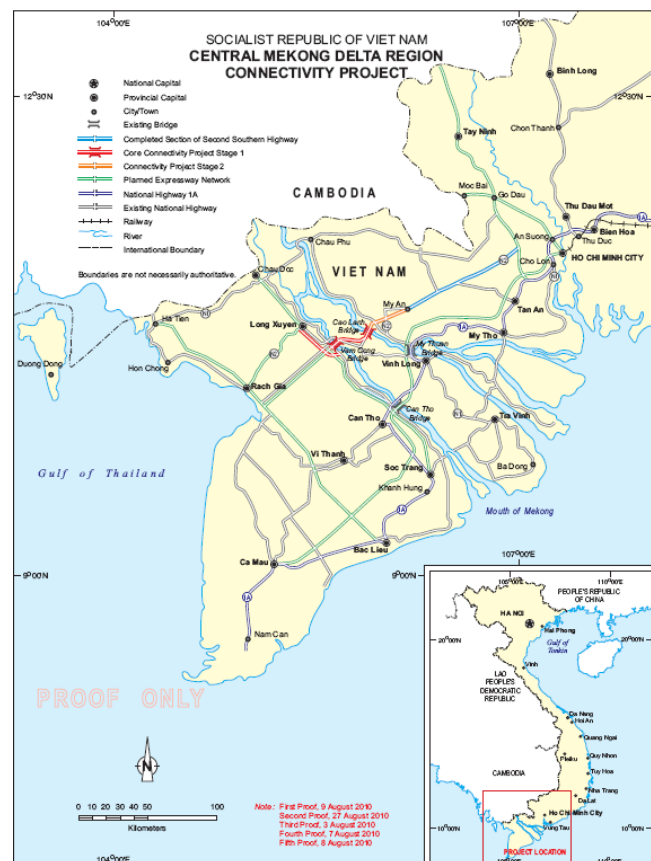 104°00'E
107°00'E
SOCIALIST REPUBLIC OF VIET NAM
CENTRAL MEKONG DELTA REGION
CONNECTIVITY PROJECT
12°30'N
12°30'N
National Capital
Provincial Capital
City/Town
Existing Bridge
Completed Section of Second Southern Highway
Core Connectivity Project Stage 1
Connectivity Project Stage 2
Planned Expressway Network
National Highway 1A
Existing National Highway
Railway
River
International Boundary
Boundaries are not necessarily authoritative.
Binh Long
Chon Thanh
Tay Ninh
Moc Bai
Go Dau
CAMBODIA
Thu Dau Mot
1A
Bien Hoa
An Suong
Thu Duc
HO CHI MINH CITY
Cho Lon
Chau Phu
VIET NAM
Chau Doc
N2
N1
My An
Tan An
Ha Tien
N1
Long Xuyen
Cao Lanh
Bridge
N2
1A
My Tho
N2
Vam Cong
Bridge
My Thuan
Bridge
Vinh Long
Duong Dong
Hon Chong
Rach Gia
Can Tho
Can Tho
Bridge
N1
Tra Vinh
Vi Thanh
Soc Trang
Ba Dong
Khanh Hung
Gulf of Thailand
1A
Mouth of Mekong
Bac Lieu
Ca Mau
9°00'N
9°00'N
1A
Nam Can
PROOF ONLY
N
0 10 20 30 40 50 100
Kilometers
Note: First Proof, 9 August 2010
Second Proof, 27 August 2010
Third Proof, 3 August 2010
Fourth Proof, 7 August 2010
Fifth Proof, 8 August 2010
104°00'E
107°00'E
105°00'E
110°00'E
PEOPLE'S REPUBLIC
OF CHINA
HA NOI
Hai Phong
20°00'N
20°00'N
Gulf of
Tonkin
LAO
PEOPLE'S
DEMOCRATIC
REPUBLIC
Vinh
Da Nang
Hoi An
Quang Ngai
Pleiku
Quy Nhon
CAMBODIA
Tuy Hoa
Nha Trang
Da Lat
Ho Chi Minh City
10°00'N
10°00'N
Vung Tau
PROJECT LOCATION